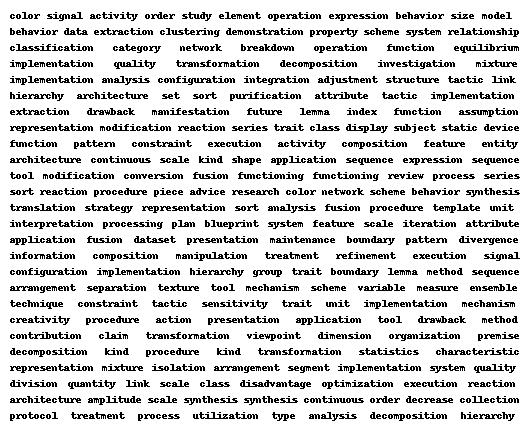 color signal activity order study element operation expression behavior size model
behavior data extraction clustering demonstration property scheme system relationship
classification category network breakdown operation function equilibrium
implementation quality transformation decomposition investigation mixture
implementation analysis configuration integration adjustment structure tactic link
hierarchy architecture set sort purification attribute tactic implementation
extraction drawback manifestation future lemma index function assumption
representation modification reaction series trait class display subject static device
function pattern constraint execution activity composition feature entity
architecture continuous scale kind shape application sequence expression sequence
tool modification conversion fusion functioning functioning review process series
sort reaction procedure piece advice research color network scheme behavior synthesis
translation strategy representation sort analysis fusion procedure template unit
interpretation processing plan blueprint system feature scale iteration attribute
application fusion dataset presentation maintenance boundary pattern divergence
information composition manipulation treatment refinement execution signal
configuration implementation hierarchy group trait boundary lemma method sequence
arrangement separation texture tool mechanism scheme variable measure ensemble
technique constraint tactic sensitivity trait unit implementation mechanism
creativity procedure action presentation application tool drawback method
contribution claim transformation viewpoint dimension organization premise
decomposition kind procedure kind transformation statistics characteristic
representation mixture isolation arrangement segment implementation system quality
division quantity link scale class disadvantage optimization execution reaction
architecture amplitude scale synthesis synthesis continuous order decrease collection
protocol treatment process utilization type analysis decomposition hierarchy